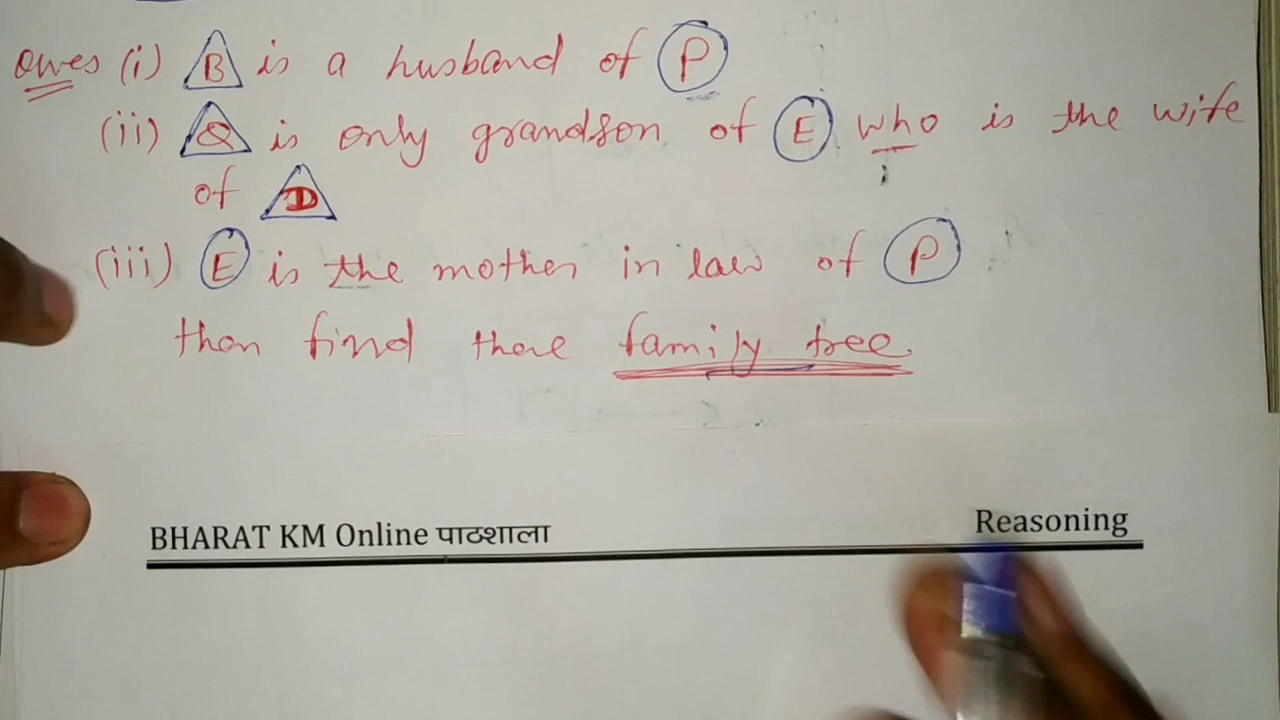 Ques (i) B is a husband of P
(ii) Q is only grandson of E who is the wife
of D
(iii) E is the mother in law of P
then find there family tree.
BHARAT KM Online पाठशाला
Reasoning